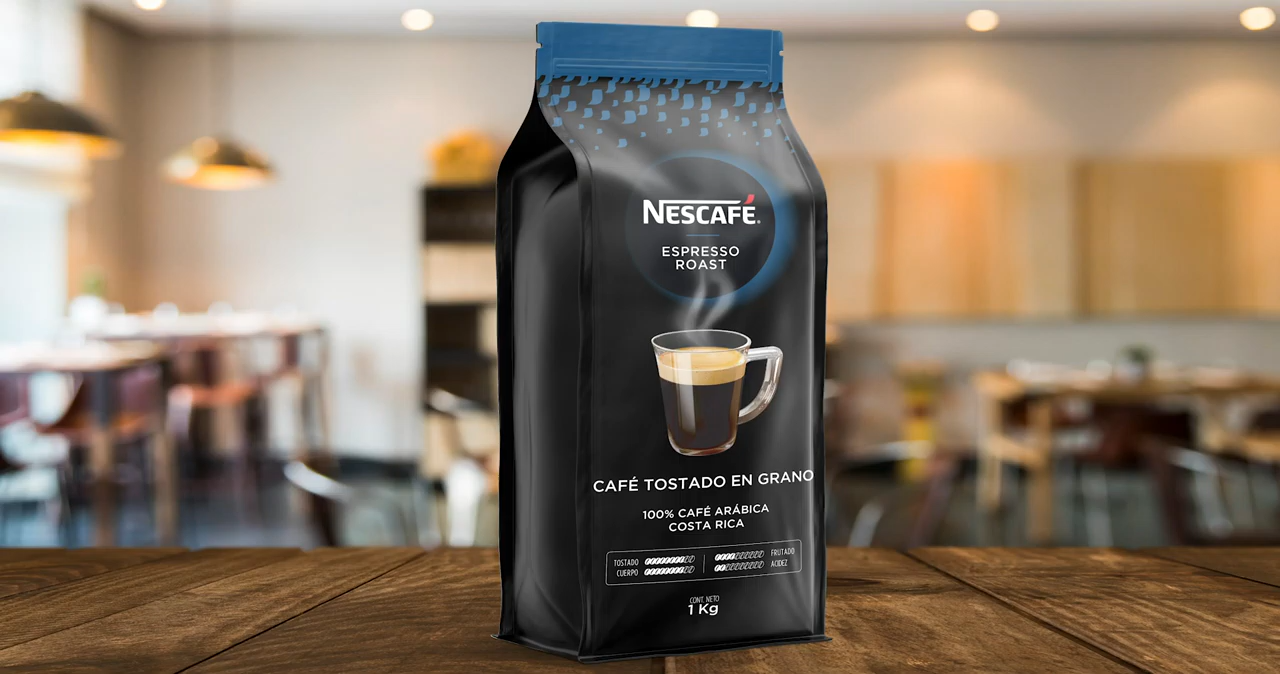 NESCAFÉ®
ESPRESSO
ROAST
CAFÉ TOSTADO EN GRANO
100% CAFÉ ARÁBICA
COSTA RICA
TOSTADO
CUERPO
FRUTADO
ACIDEZ
CONT. NETO
1 Kg